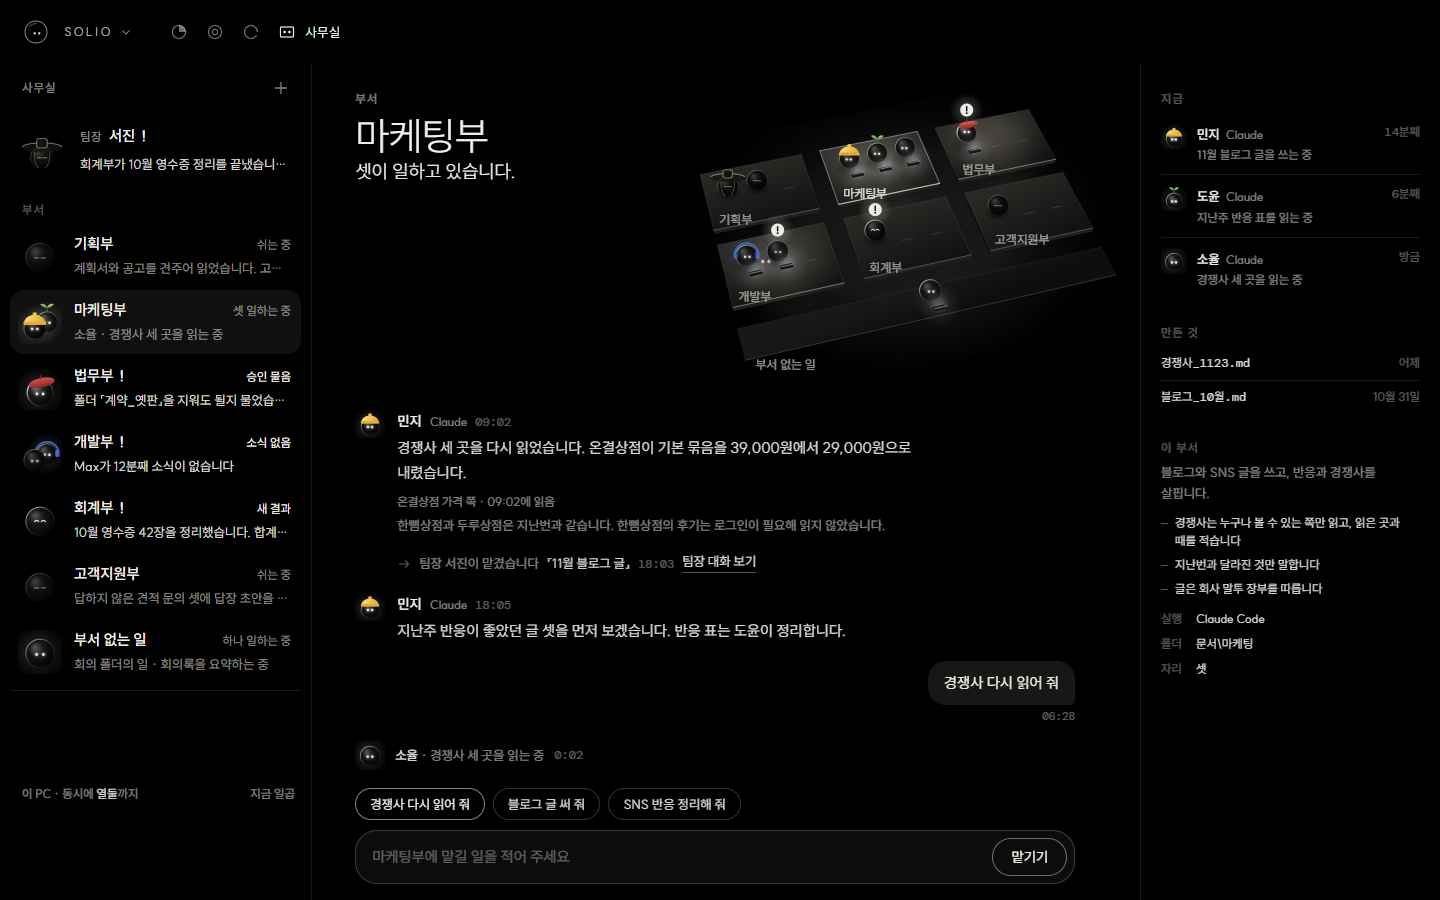 SOLIO
사무실
사무실
팀장 서진 !
회계부가 10월 영수증 정리를 끝냈습니…
부서
기획부 쉬는 중
계획서와 공고를 견주어 읽었습니다. 고…
마케팅부 셋 일하는 중
소율 · 경쟁사 세 곳을 읽는 중
법무부 ! 승인 물음
폴더 「계약_옛판」을 지워도 될지 물었습…
개발부 ! 소식 없음
Max가 12분째 소식이 없습니다
회계부 ! 새 결과
10월 영수증 42장을 정리했습니다. 합계…
고객지원부 쉬는 중
답하지 않은 견적 문의 셋에 답장 초안을 …
부서 없는 일 하나 일하는 중
회의 폴더의 일 · 회의록을 요약하는 중
이 PC · 동시에 열둘까지 지금 일곱
부서
마케팅부
셋이 일하고 있습니다.
기획부
마케팅부
법무부
개발부
회계부
고객지원부
부서 없는 일
민지 Claude 09:02
경쟁사 세 곳을 다시 읽었습니다. 온결상점이 기본 묶음을 39,000원에서 29,000원으로
내렸습니다.
온결상점 가격 쪽 · 09:02에 읽음
한뼘상점과 두루상점은 지난번과 같습니다. 한뼘상점의 후기는 로그인이 필요해 읽지 않았습니다.
→ 팀장 서진이 맡겼습니다 「11월 블로그 글」 18:03 팀장 대화 보기
민지 Claude 18:05
지난주 반응이 좋았던 글 셋을 먼저 보겠습니다. 반응 표는 도윤이 정리합니다.
경쟁사 다시 읽어 줘
06:28
소율 · 경쟁사 세 곳을 읽는 중 0:02
경쟁사 다시 읽어 줘
블로그 글 써 줘
SNS 반응 정리해 줘
마케팅부에 맡길 일을 적어 주세요
맡기기
지금
민지 Claude 14분째
11월 블로그 글을 쓰는 중
도윤 Claude 6분째
지난주 반응 표를 읽는 중
소율 Claude 방금
경쟁사 세 곳을 읽는 중
만든 것
경쟁사_1123.md 어제
블로그_10월.md 10월 31일
이 부서
블로그와 SNS 글을 쓰고, 반응과 경쟁사를
살핍니다.
– 경쟁사는 누구나 볼 수 있는 쪽만 읽고, 읽은 곳과
때를 적습니다
– 지난번과 달라진 것만 말합니다
– 글은 회사 말투 장부를 따릅니다
실행 Claude Code
폴더 문서\마케팅
자리 셋